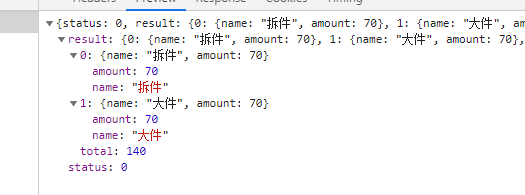 Headers Preview Response Cookies Timing
{status: 0, result: {0: {name: "拆件", amount: 70}, 1: {name: "大件", am
result: {0: {name: "拆件", amount: 70}, 1: {name: "大件", amount: 70},
0: {name: "拆件", amount: 70}
amount: 70
name: "拆件"
1: {name: "大件", amount: 70}
amount: 70
name: "大件"
total: 140
status: 0